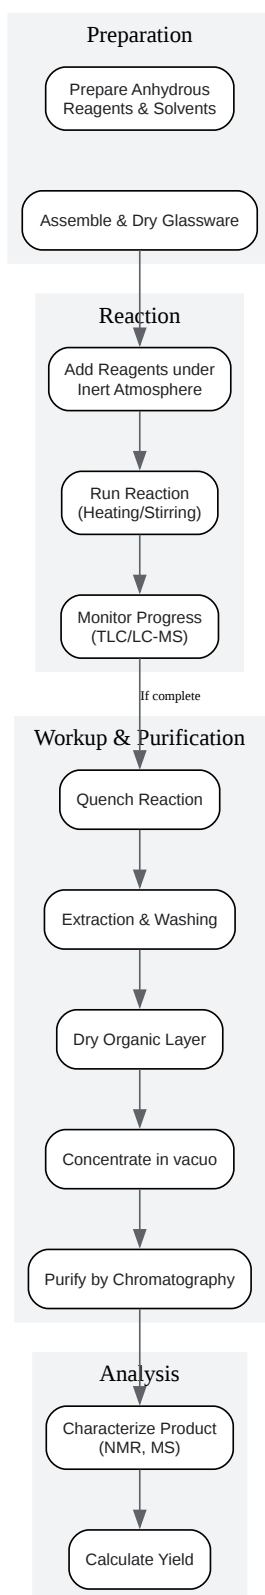 Preparation
Prepare Anhydrous
Reagents & Solvents
Assemble & Dry Glassware
Reaction
Add Reagents under
Inert Atmosphere
Run Reaction
(Heating/Stirring)
Monitor Progress
(TLC/LC-MS)
If complete
Workup & Purification
Quench Reaction
Extraction & Washing
Dry Organic Layer
Concentrate in vacuo
Purify by Chromatography
Analysis
Characterize Product
(NMR, MS)
Calculate Yield